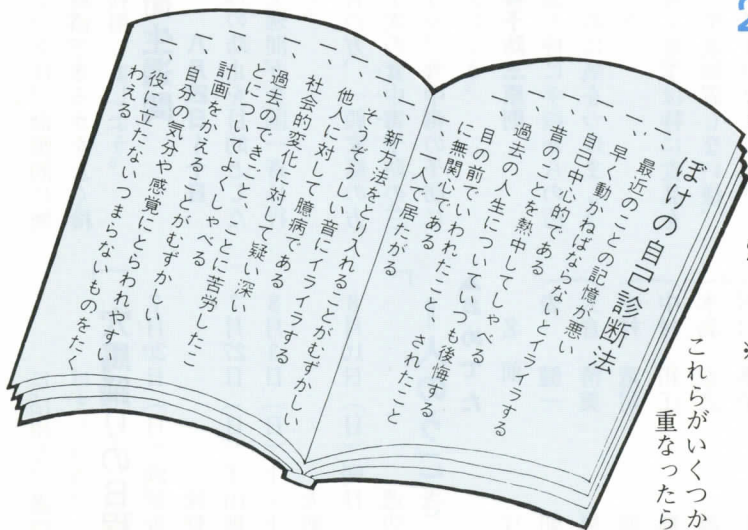 これらがいくつか
重なったら
ぼけの自己診断法
一、最近のことの記憶が悪い
一、早く動かねばならないとイライラする
一、自己中心的である
一、昔のことを熱中してしゃべる
一、過去の人生についていつも後悔する
一、目の前でいわれたこと、されたこと
に無関心である
一、一人で居たがる
一、新方法をとり入れることがむずかしい
一、そうぞうしい音にイライラする
一、他人に対して臆病である
一、社会的変化に対して疑い深い
一、過去のできごと、ことに苦労したこ
とについてよくしゃべる
一、計画をかえることがむずかしい
一、自分の気分や感覚にとらわれやすい
一、役に立たないつまらないものをたく
わえる